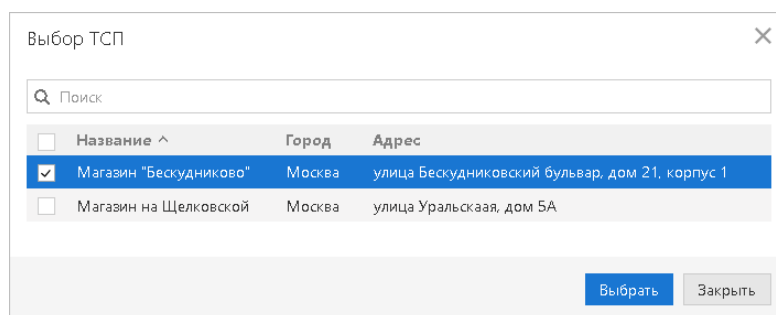 Выбор ТСП
Поиск
Название Город Адрес
Магазин "Бескудниково" Москва улица Бескудниковский бульвар, дом 21, корпус 1
Магазин на Щелковской Москва улица Уральскаая, дом 5А
Выбрать Закрыть